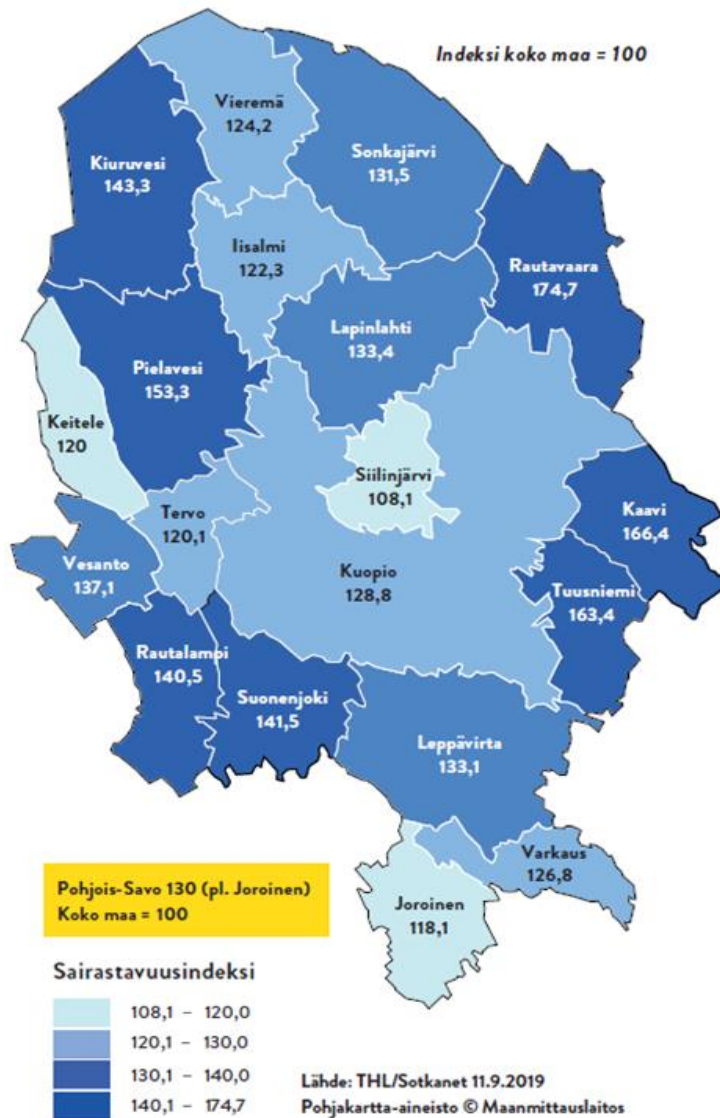 Indeksi koko maa = 100
Vieremä
124,2
Kiuruvesi
143,3
Sonkajärvi
131,5
Iisalmi
122,3
Rautavaara
174,7
Lapinlahti
133,4
Pielavesi
153,3
Keitele
120
Siilinjärvi
108,1
Kaavi
166,4
Tervo
120,1
Vesanto
137,1
Kuopio
128,8
Tuusniemi
163,4
Rautalampi
140,5
Suonenjoki
141,5
Leppävirta
133,1
Varkaus
126,8
Joroinen
118,1
Pohjois-Savo 130 (pl. Joroinen)
Koko maa = 100
Sairastavuusindeksi
108,1 – 120,0
120,1 – 130,0
130,1 – 140,0
140,1 – 174,7
Lähde: THL/Sotkanet 11.9.2019
Pohjakartta-aineisto © Maanmittauslaitos